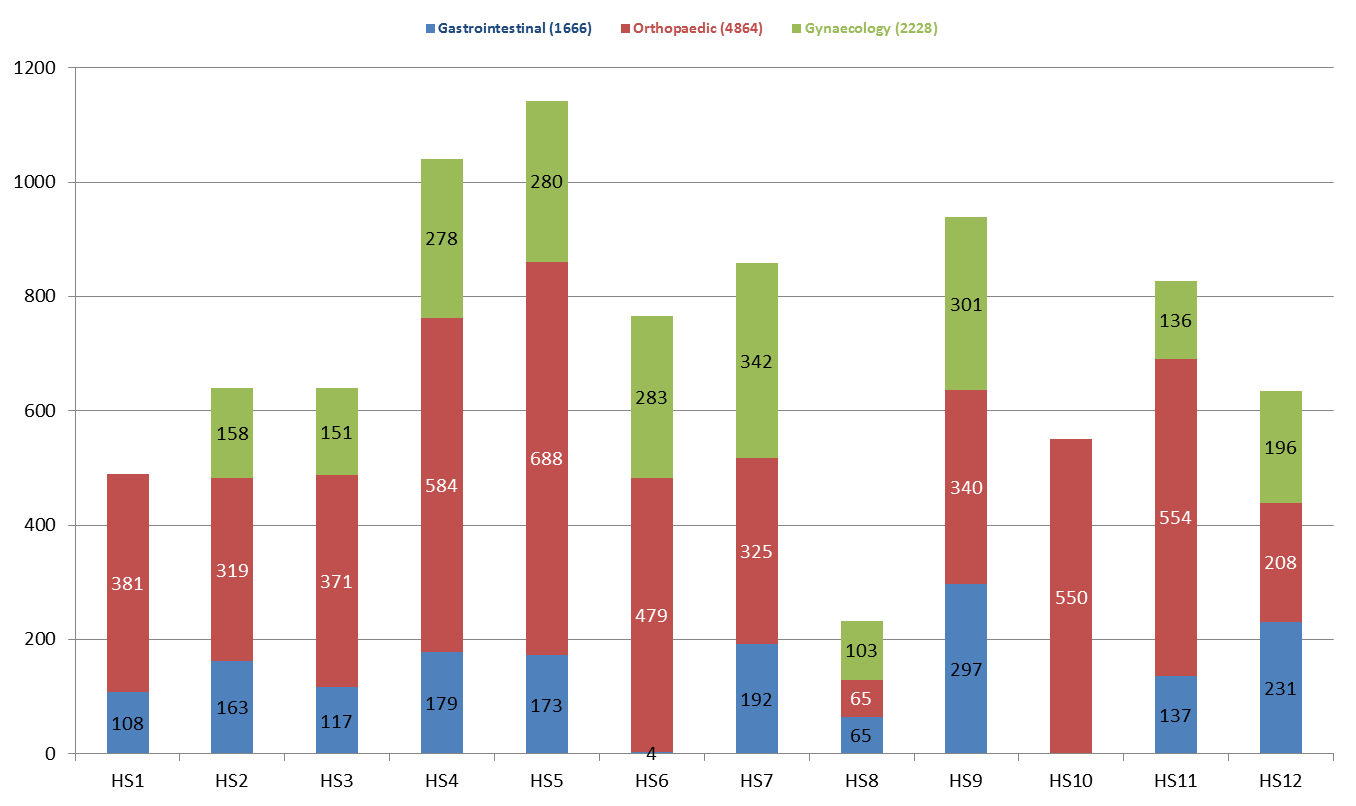 Gastrointestinal (1666) Orthopaedic (4864) Gynaecology (2228)
1200
1000
800
600
400
200
0
108 381
163 319 158
117 371 151
179 584 278
173 688 280
4 479 283
192 325 342
65 65 103
297 340 301
550
137 554 136
231 208 196
HS1 HS2 HS3 HS4 HS5 HS6 HS7 HS8 HS9 HS10 HS11 HS12